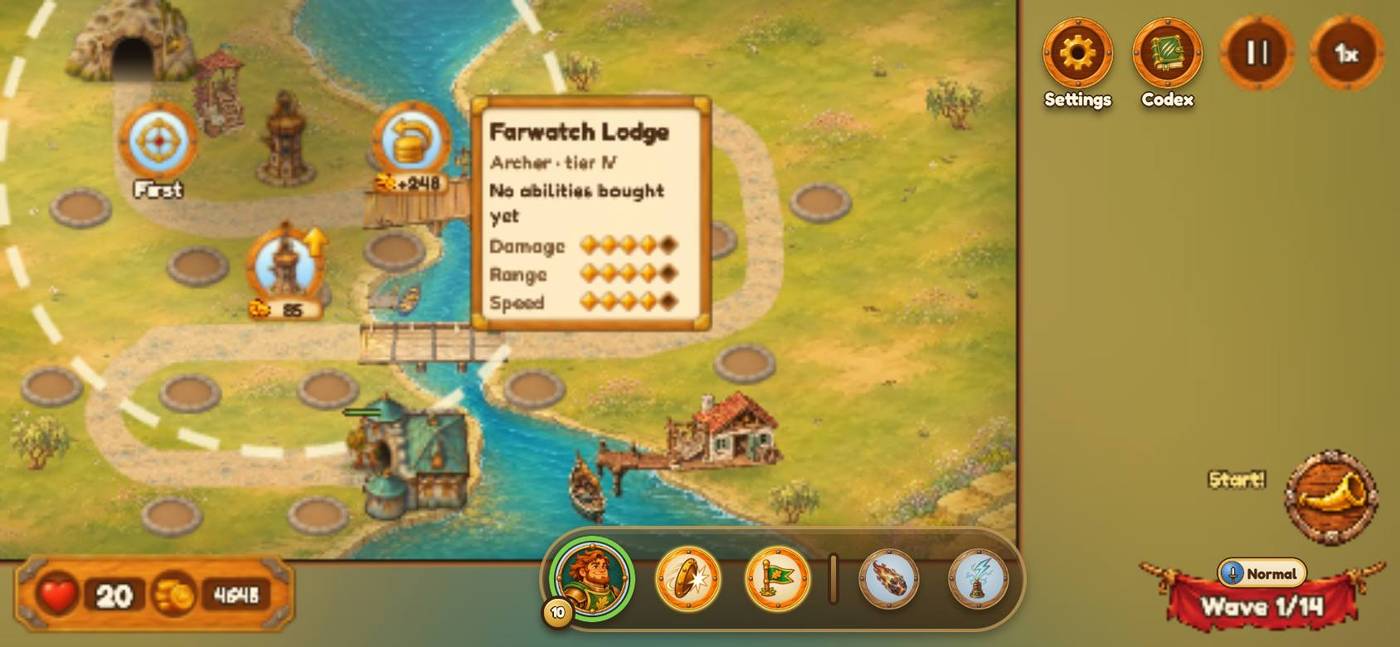 Settings
Codex
1x
First
+248
85
Farwatch Lodge
Archer · tier IV
No abilities bought
yet
Damage
Range
Speed
Start!
20
4648
10
Normal
Wave 1/14